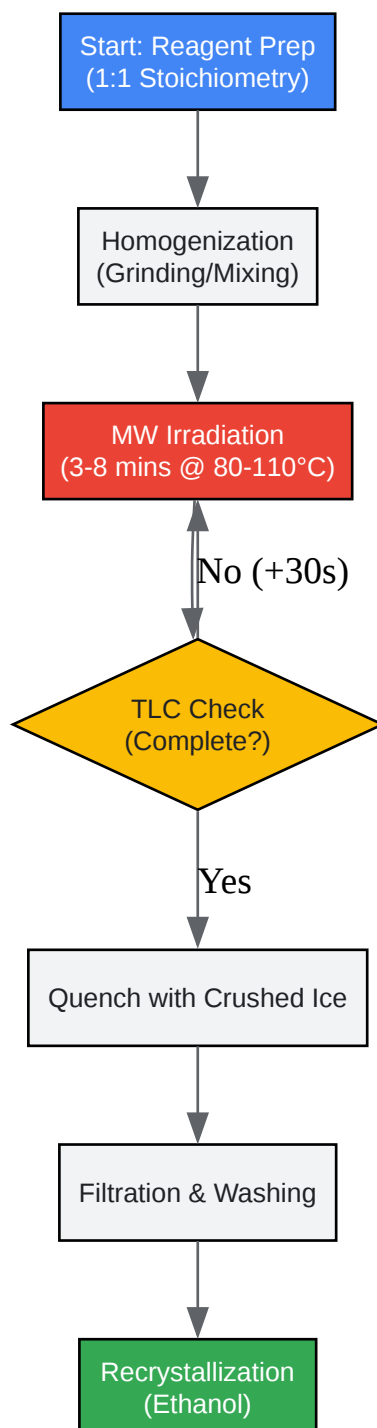 Start: Reagent Prep
(1:1 Stoichiometry)
Homogenization
(Grinding/Mixing)
MW Irradiation
(3-8 mins @ 80-110°C)
No (+30s)
TLC Check
(Complete?)
Yes
Quench with Crushed Ice
Filtration & Washing
Recrystallization
(Ethanol)